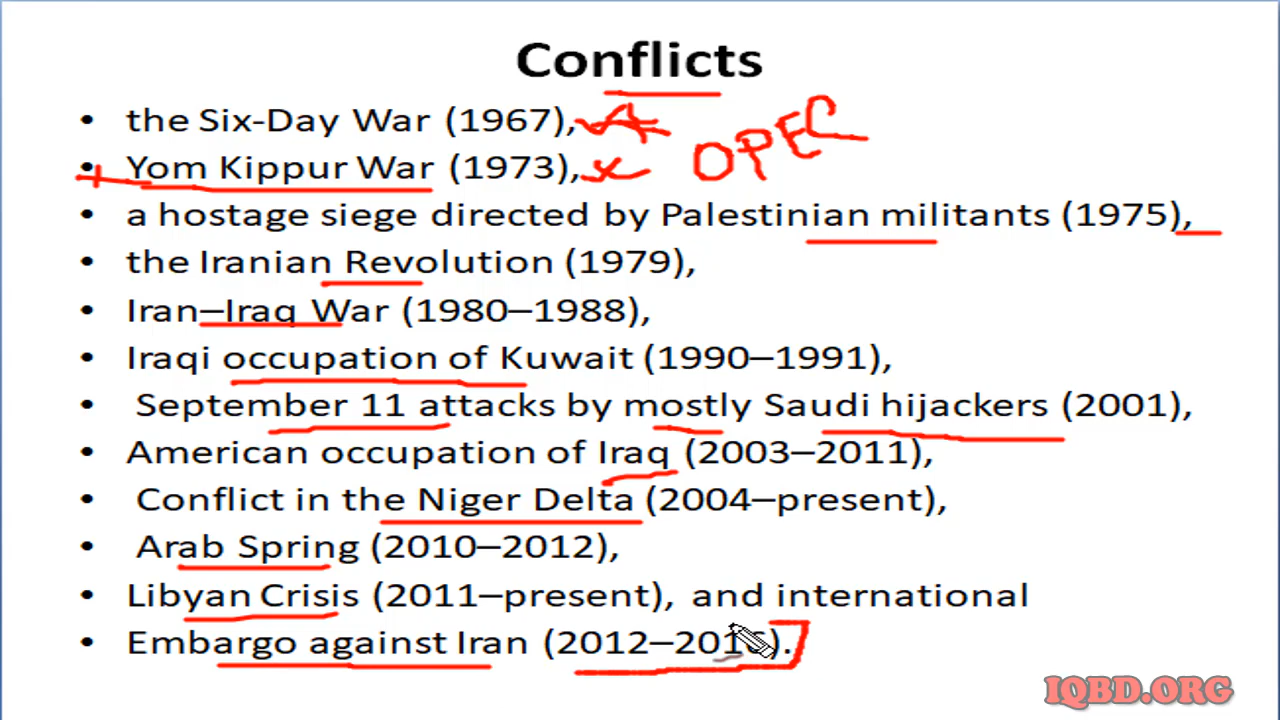 Conflicts
• the Six-Day War (1967),
OPEC
• Yom Kippur War (1973),
• a hostage siege directed by Palestinian militants (1975),
• the Iranian Revolution (1979),
• Iran–Iraq War (1980–1988),
• Iraqi occupation of Kuwait (1990–1991),
• September 11 attacks by mostly Saudi hijackers (2001),
• American occupation of Iraq (2003–2011),
• Conflict in the Niger Delta (2004–present),
• Arab Spring (2010–2012),
• Libyan Crisis (2011–present), and international
• Embargo against Iran (2012–2016).
IQBD.ORG